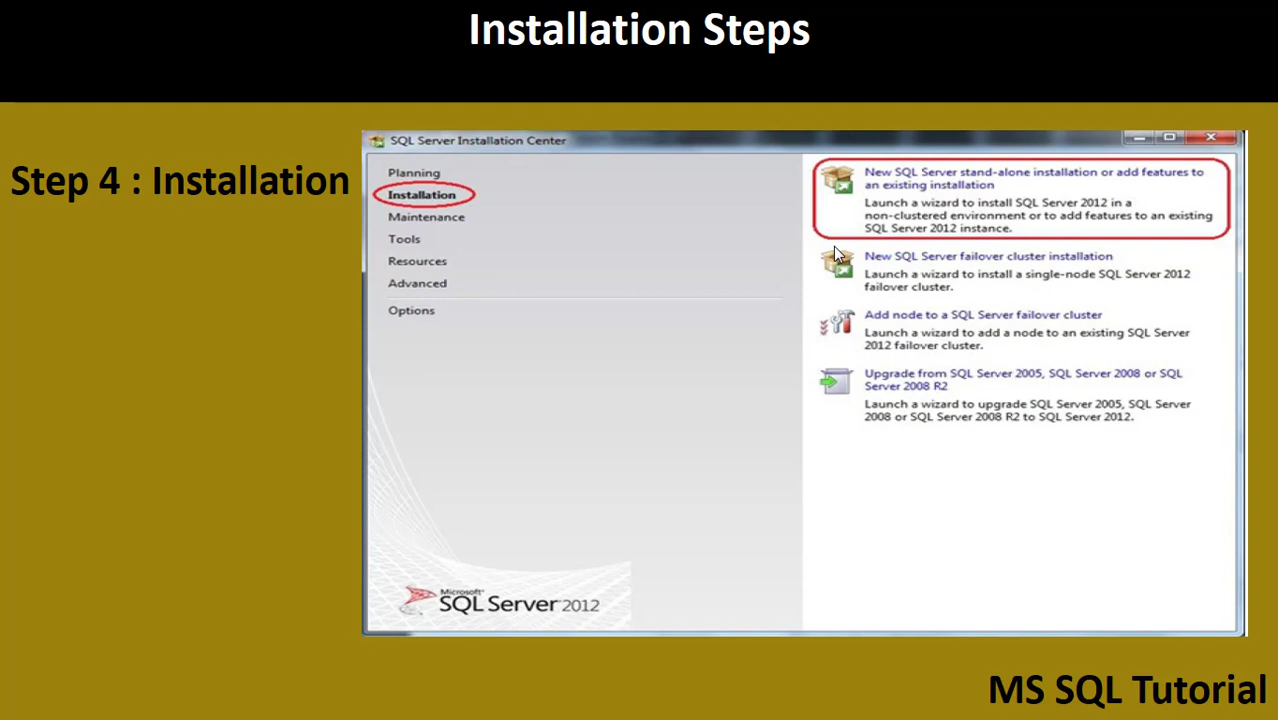 Installation Steps
Step 4 : Installation
SQL Server Installation Center
Planning
Installation
Maintenance
Tools
Resources
Advanced
Options
New SQL Server stand-alone installation or add features to
an existing installation
Launch a wizard to install SQL Server 2012 in a
non-clustered environment or to add features to an existing
SQL Server 2012 instance.
New SQL Server failover cluster installation
Launch a wizard to install a single-node SQL Server 2012
failover cluster.
Add node to a SQL Server failover cluster
Launch a wizard to add a node to an existing SQL Server
2012 failover cluster.
Upgrade from SQL Server 2005, SQL Server 2008 or SQL
Server 2008 R2
Launch a wizard to upgrade SQL Server 2005, SQL Server
2008 or SQL Server 2008 R2 to SQL Server 2012.
Microsoft
SQL Server 2012
MS SQL Tutorial